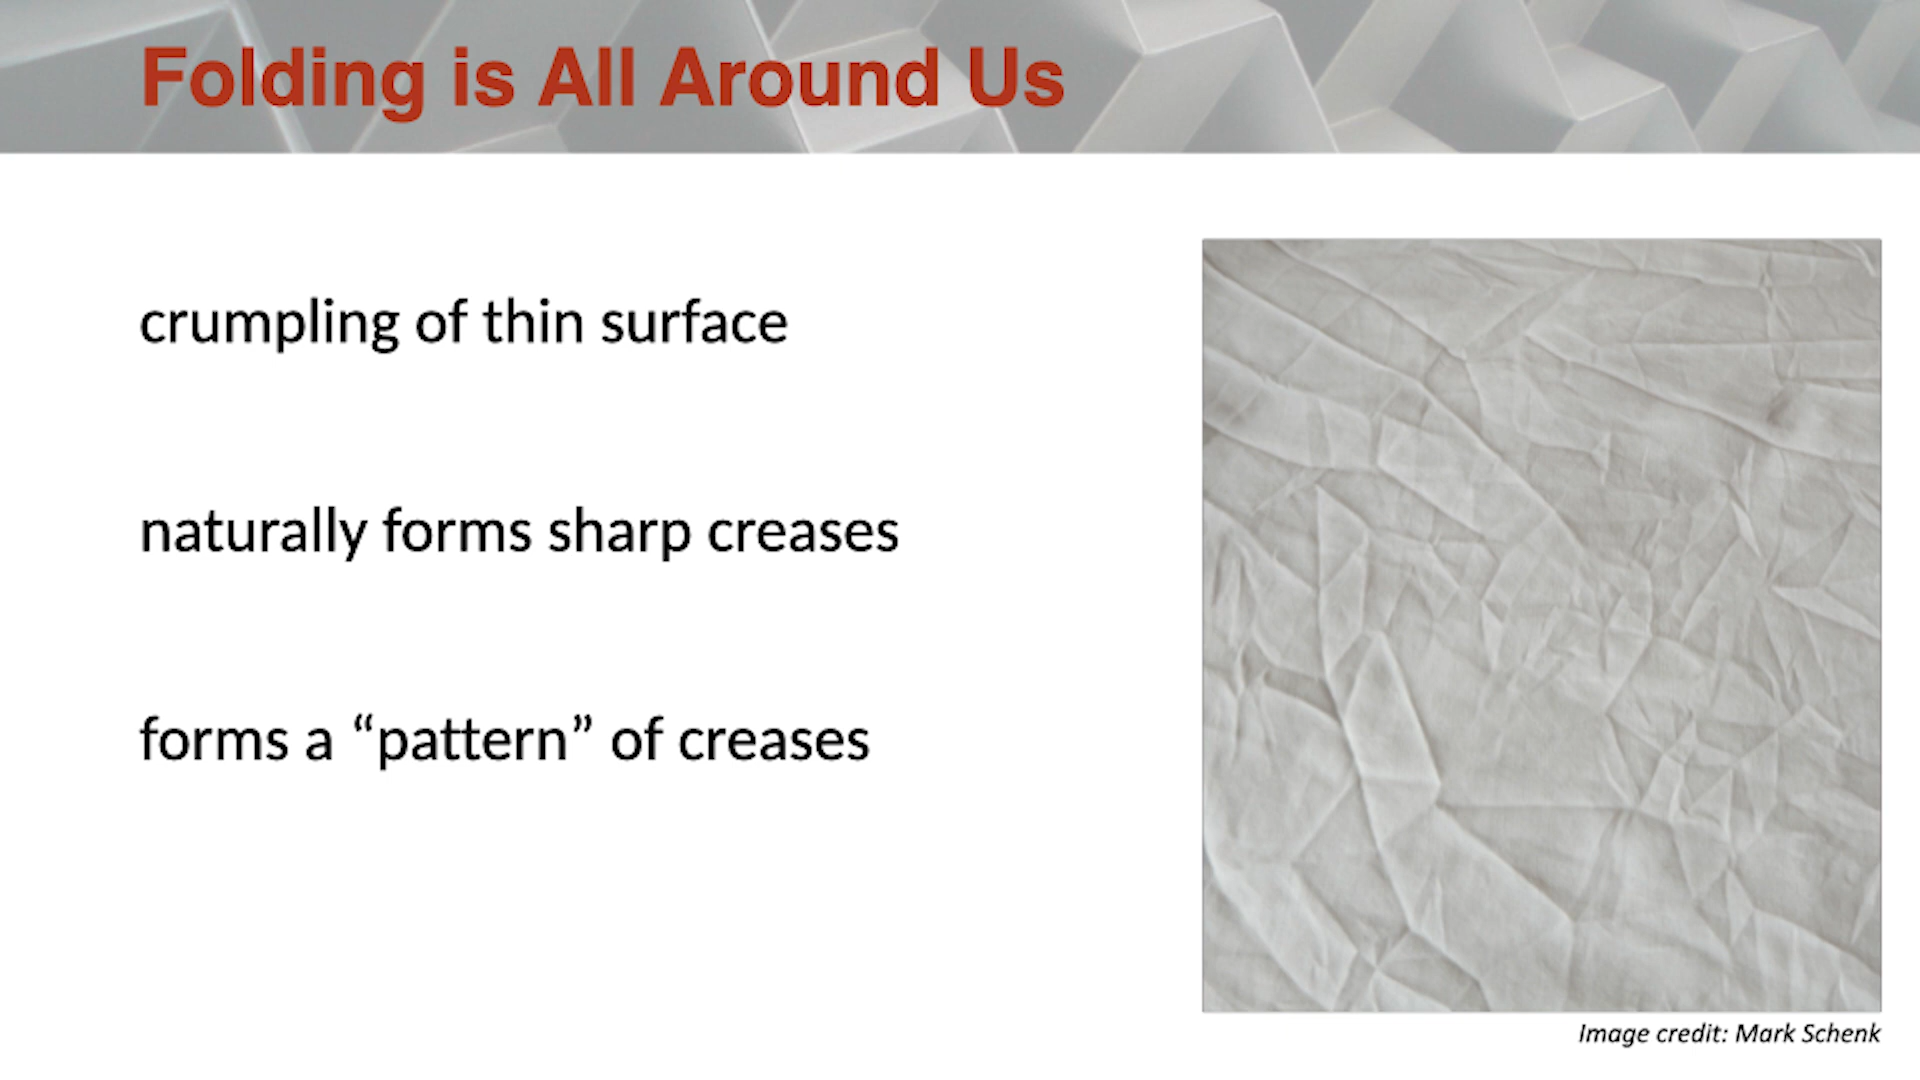 Folding is All Around Us
crumpling of thin surface
naturally forms sharp creases
forms a “pattern” of creases
Image credit: Mark Schenk